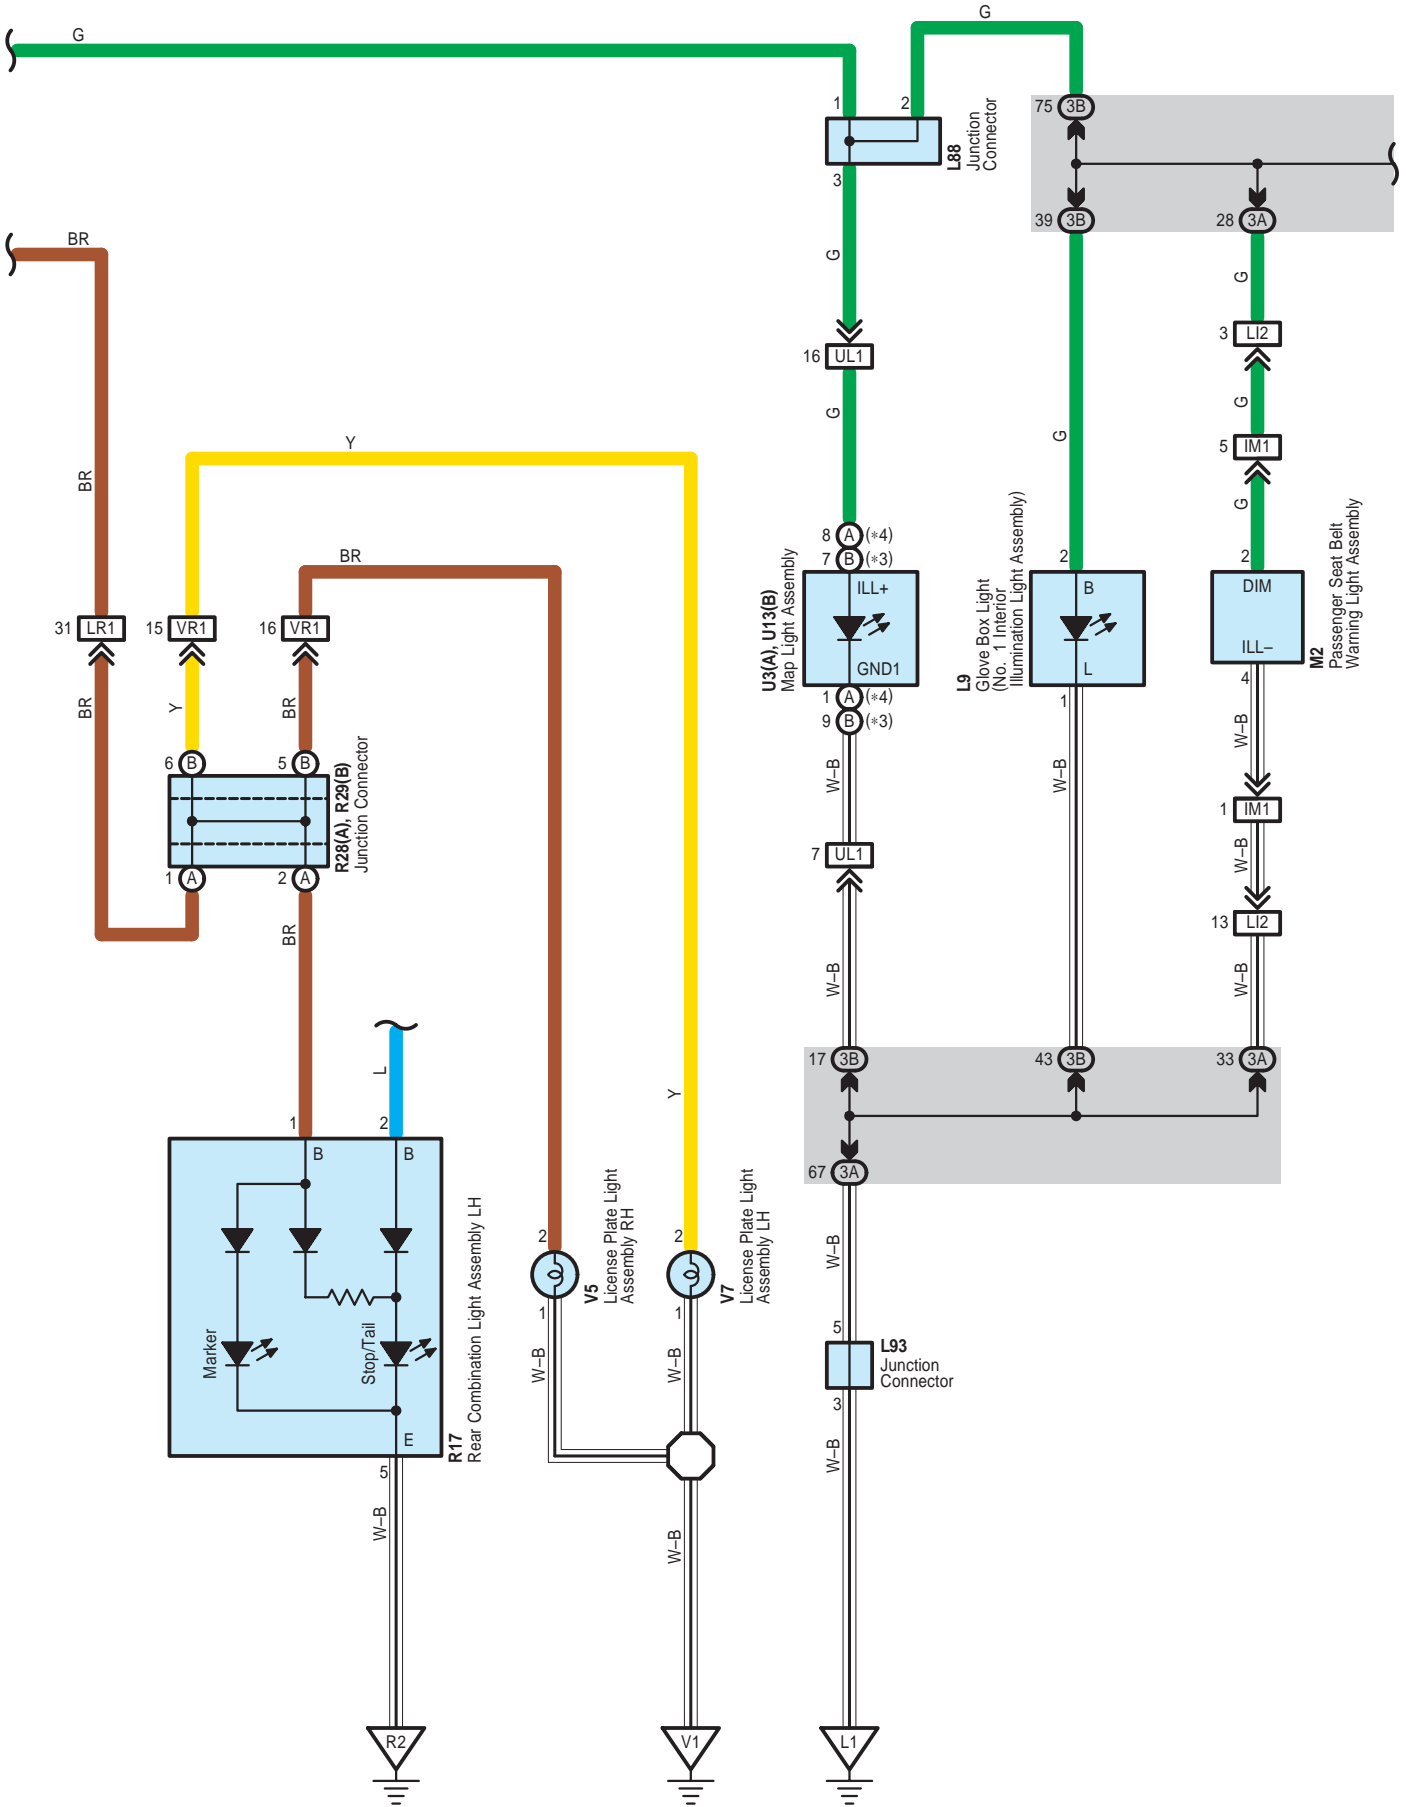 G
G
1
2
L88
Junction
Connector
3
75 3B
39 3B
28 3A
BR
G
G
16 UL1
3 LI2
G
G
5 IM1
Y
G
G
BR
BR
8 A (*4)
7 B (*3)
ILL+
GND1
U3(A), U13(B)
Map Light Assembly
1 A (*4)
9 B (*3)
2
B
L
L9
Glove Box Light
(No. 1 Interior
Illumination Light Assembly)
1
2
DIM
ILL–
M2
Passenger Seat Belt
Warning Light Assembly
4
31 LR1
15 VR1
16 VR1
BR
Y
BR
6 B
5 B
R28(A), R29(B)
Junction Connector
1 A
2 A
W–B
W–B
W–B
1 IM1
7 UL1
W–B
13 LI2
BR
W–B
W–B
L
Y
17 3B
43 3B
33 3A
67 3A
1
2
B
B
Marker
Stop/Tail
E
R17
Rear Combination Light Assembly LH
5
2
V5
License Plate Light
Assembly RH
1
2
V7
License Plate Light
Assembly LH
1
W–B
5
L93
Junction
Connector
3
W–B
W–B
W–B
W–B
W–B
R2
V1
L1